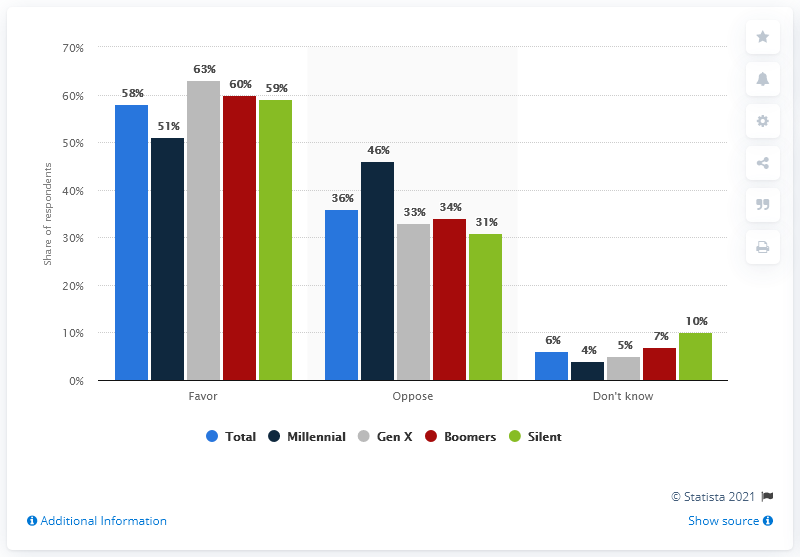 70%
60%
50%
40%
30%
20%
10%
0%
Share of respondents
58%
51%
63%
60%
59%
36%
46%
33%
34%
31%
6%
4%
5%
7%
10%
Favor
Oppose
Don't know
Total
Millennial
Gen X
Boomers
Silent
© Statista 2021
Additional Information
Show source